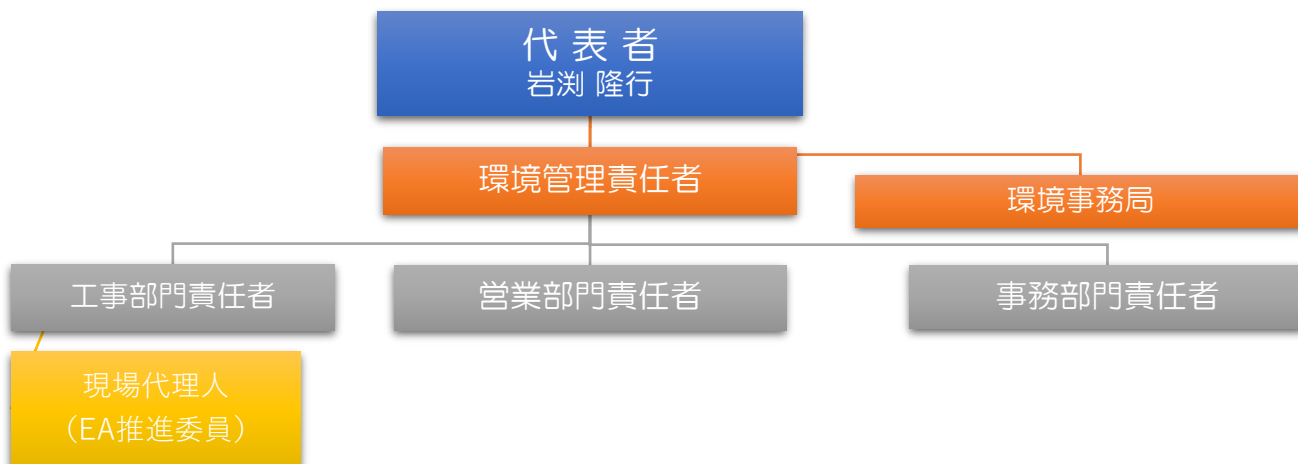 代 表 者
岩渕 隆行
環境管理責任者
環境事務局
工事部門責任者
営業部門責任者
事務部門責任者
現場代理人
（EA推進委員）